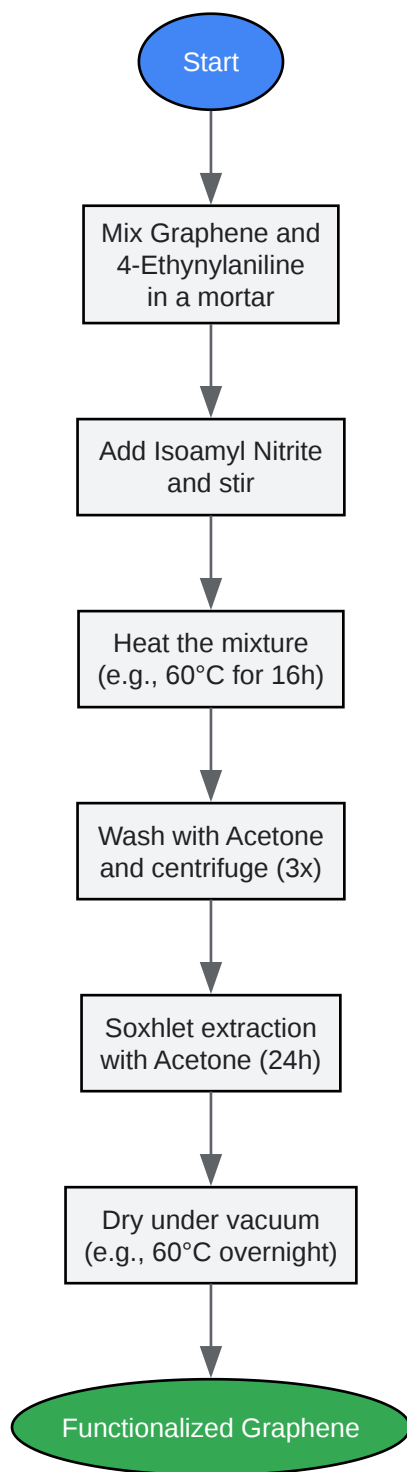 Start
Mix Graphene and
4-Ethynylaniline
in a mortar
Add Isoamyl Nitrite
and stir
Heat the mixture
(e.g., 60°C for 16h)
Wash with Acetone
and centrifuge (3x)
Soxhlet extraction
with Acetone (24h)
Dry under vacuum
(e.g., 60°C overnight)
Functionalized Graphene